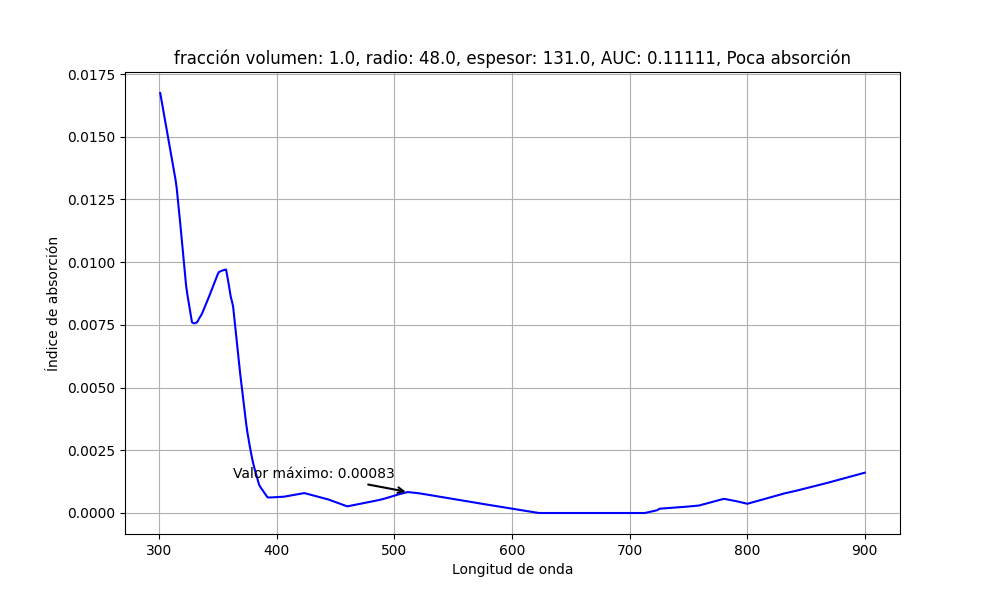 fracción volumen: 1.0, radio: 48.0, espesor: 131.0, AUC: 0.11111, Poca absorción
0.0175
0.0150
0.0125
0.0100
0.0075
0.0050
0.0025
0.0000
Índice de absorción
Valor máximo: 0.00083
300 400 500 600 700 800 900
Longitud de onda